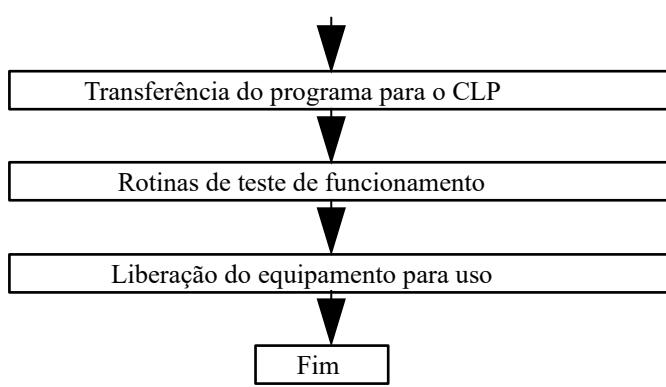 Transferência do programa para o CLP
Rotinas de teste de funcionamento
Liberação do equipamento para uso
Fim